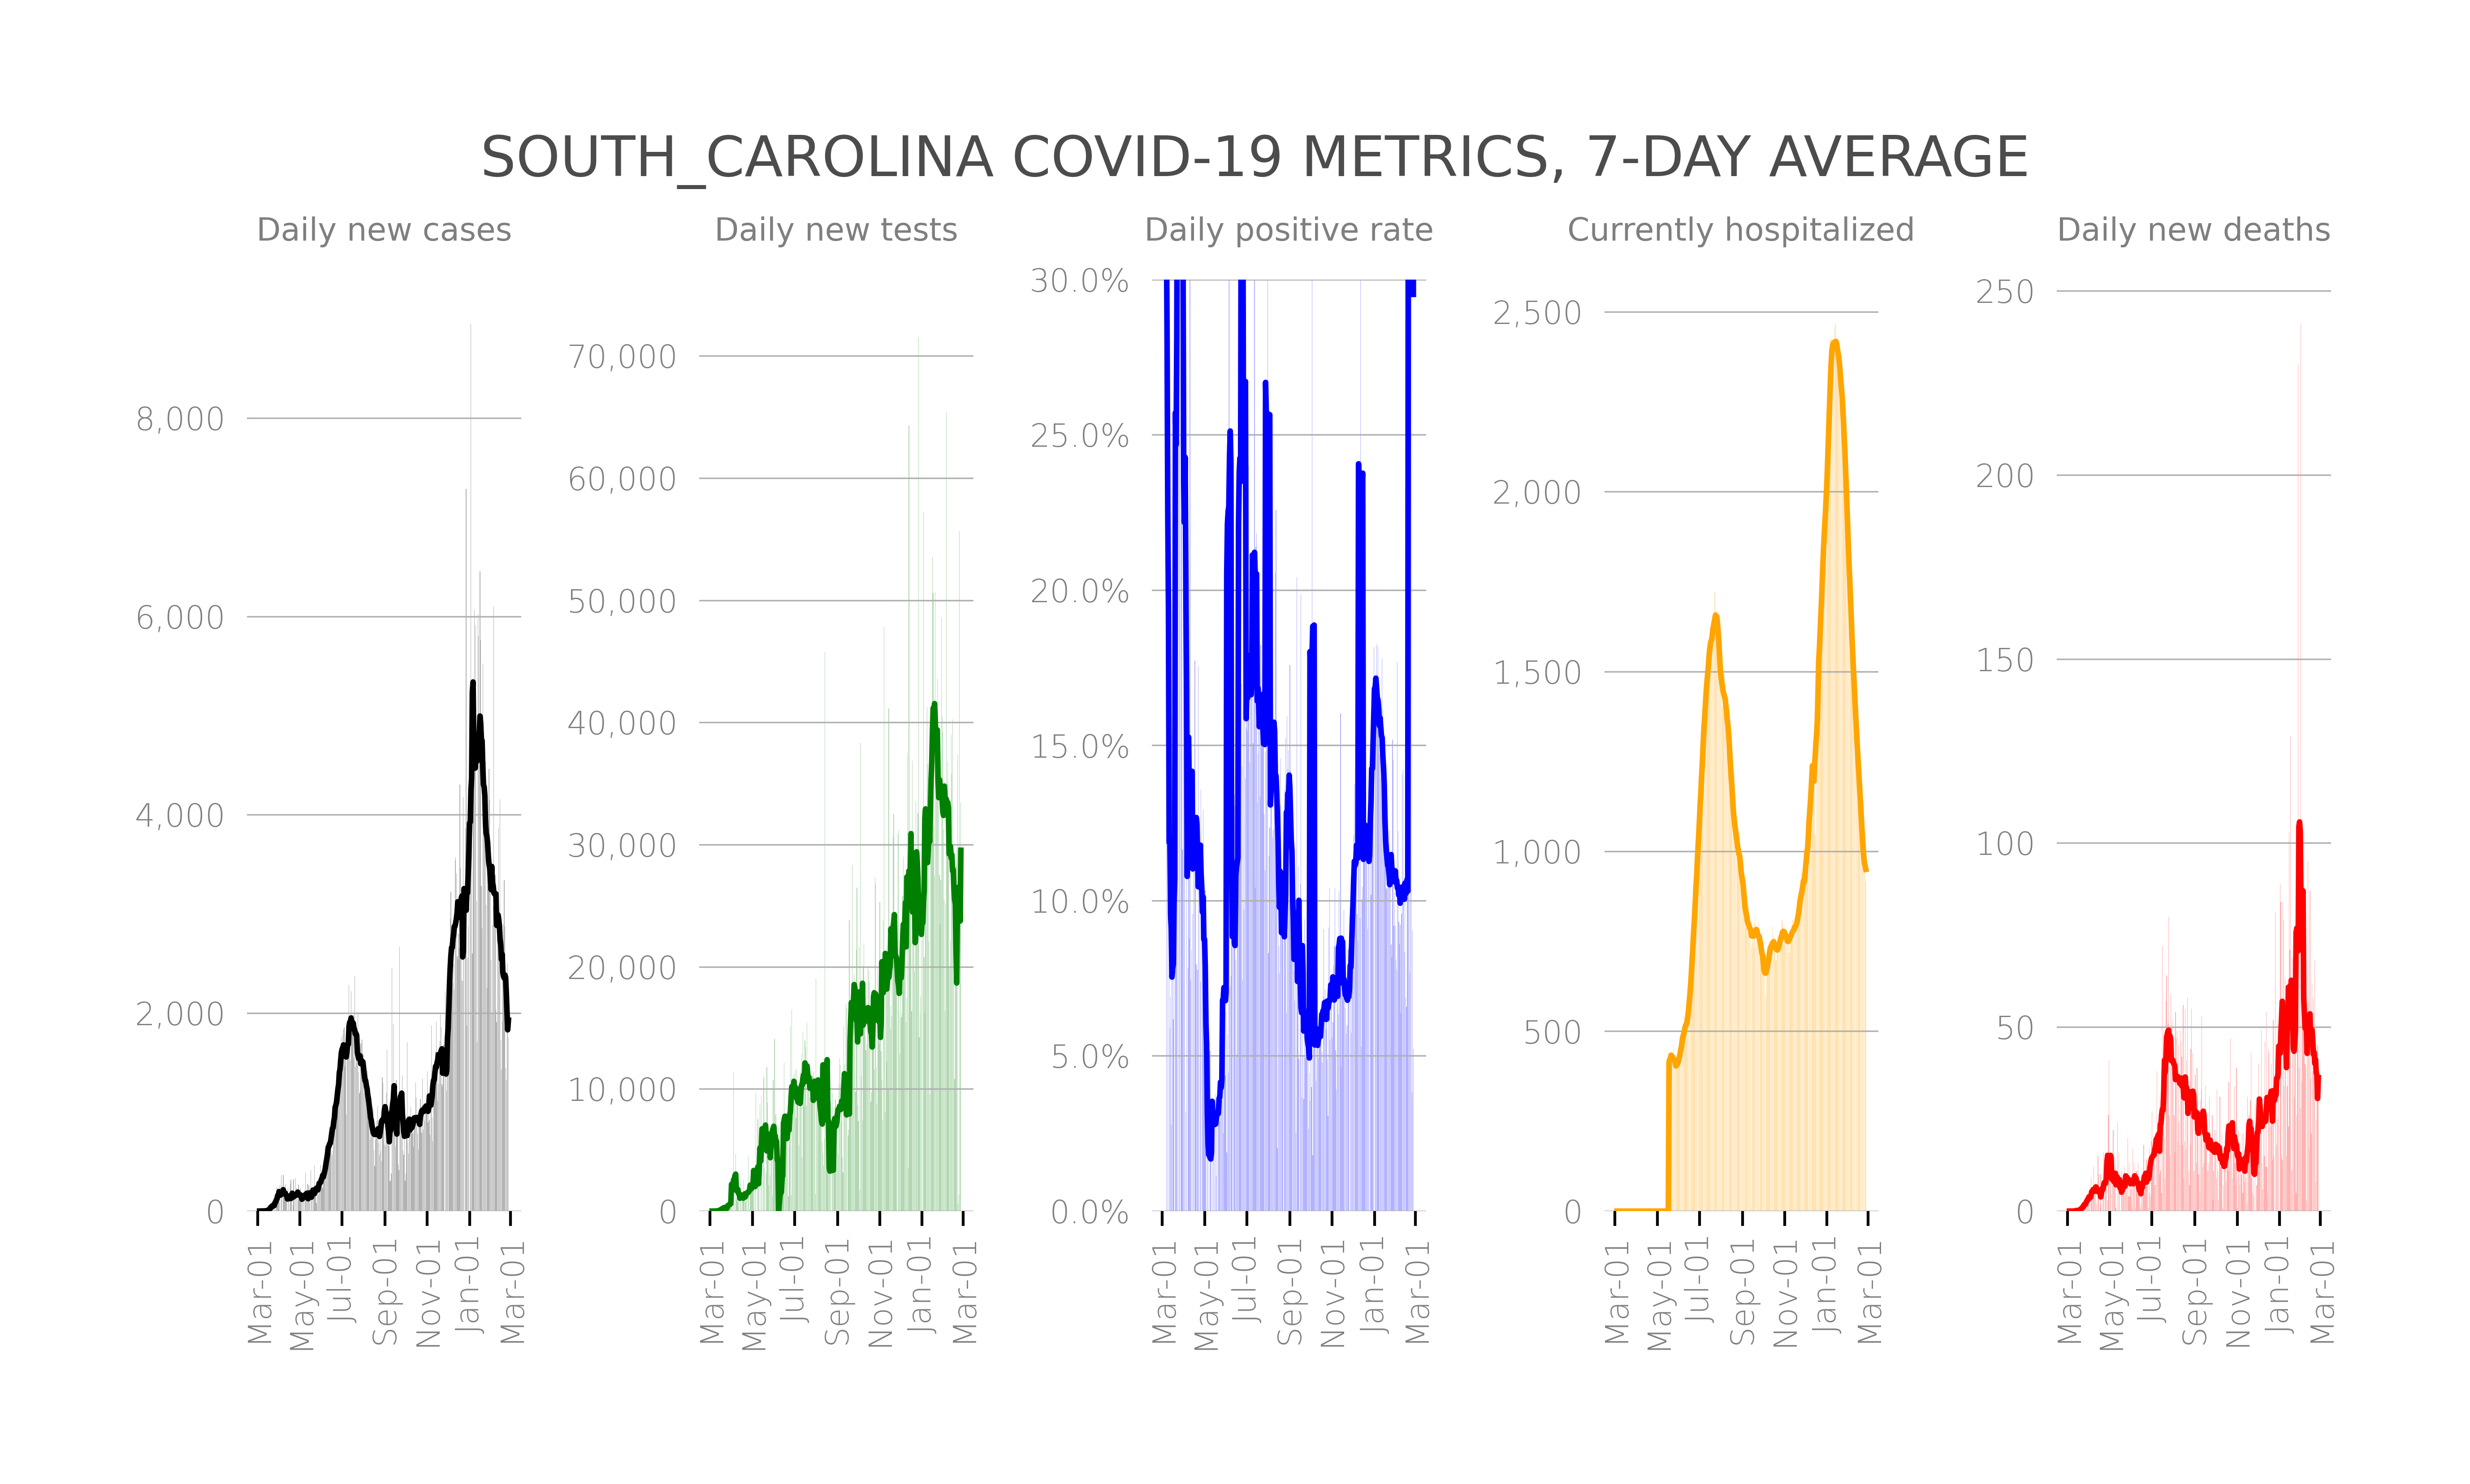 SOUTH_CAROLINA COVID-19 METRICS, 7-DAY AVERAGE
Daily new cases
8,000
6,000
4,000
2,000
0
Mar-01
May-01
Jul-01
Sep-01
Nov-01
Jan-01
Mar-01
Daily new tests
70,000
60,000
50,000
40,000
30,000
20,000
10,000
0
Mar-01
May-01
Jul-01
Sep-01
Nov-01
Jan-01
Mar-01
Daily positive rate
30.0%
25.0%
20.0%
15.0%
10.0%
5.0%
0.0%
Mar-01
May-01
Jul-01
Sep-01
Nov-01
Jan-01
Mar-01
Currently hospitalized
2,500
2,000
1,500
1,000
500
0
Mar-01
May-01
Jul-01
Sep-01
Nov-01
Jan-01
Mar-01
Daily new deaths
250
200
150
100
50
0
Mar-01
May-01
Jul-01
Sep-01
Nov-01
Jan-01
Mar-01